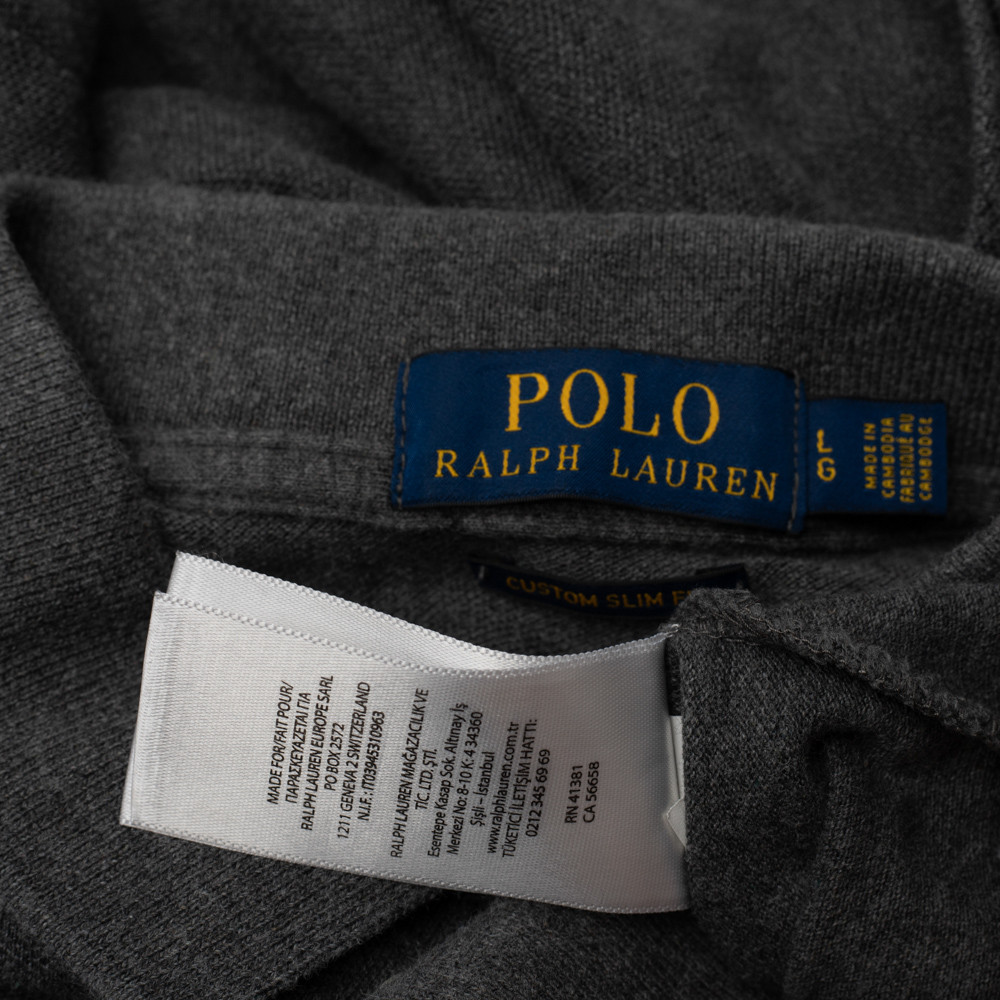 POLO
RALPH LAUREN
L
G
MADE IN
CAMBODIA
FABRIQUÉ AU
CAMBODGE
CUSTOM SLIM
MADE FOR/FAIT POUR/
ΠΑΡΑΣΚΕΥΑΖΕΤΑΙ ΓΙΑ
RALPH LAUREN EUROPE SARL
PO BOX 2572
1211 GENEVA 2 SWITZERLAND
N.I.F.: IT03945310963
RALPH LAUREN MAĞAZACILIK VE
TİC. LTD, ŞTİ.
Esentepe Kasap Sok. Altınay İş
Merkezi No: 8-10 K: 4 34360
Şişli – İstanbul
www.ralphlauren.com.tr
TÜKETİCİ İLETİŞİM HATTI:
0212 345 69 69
RN 41381
CA 56658